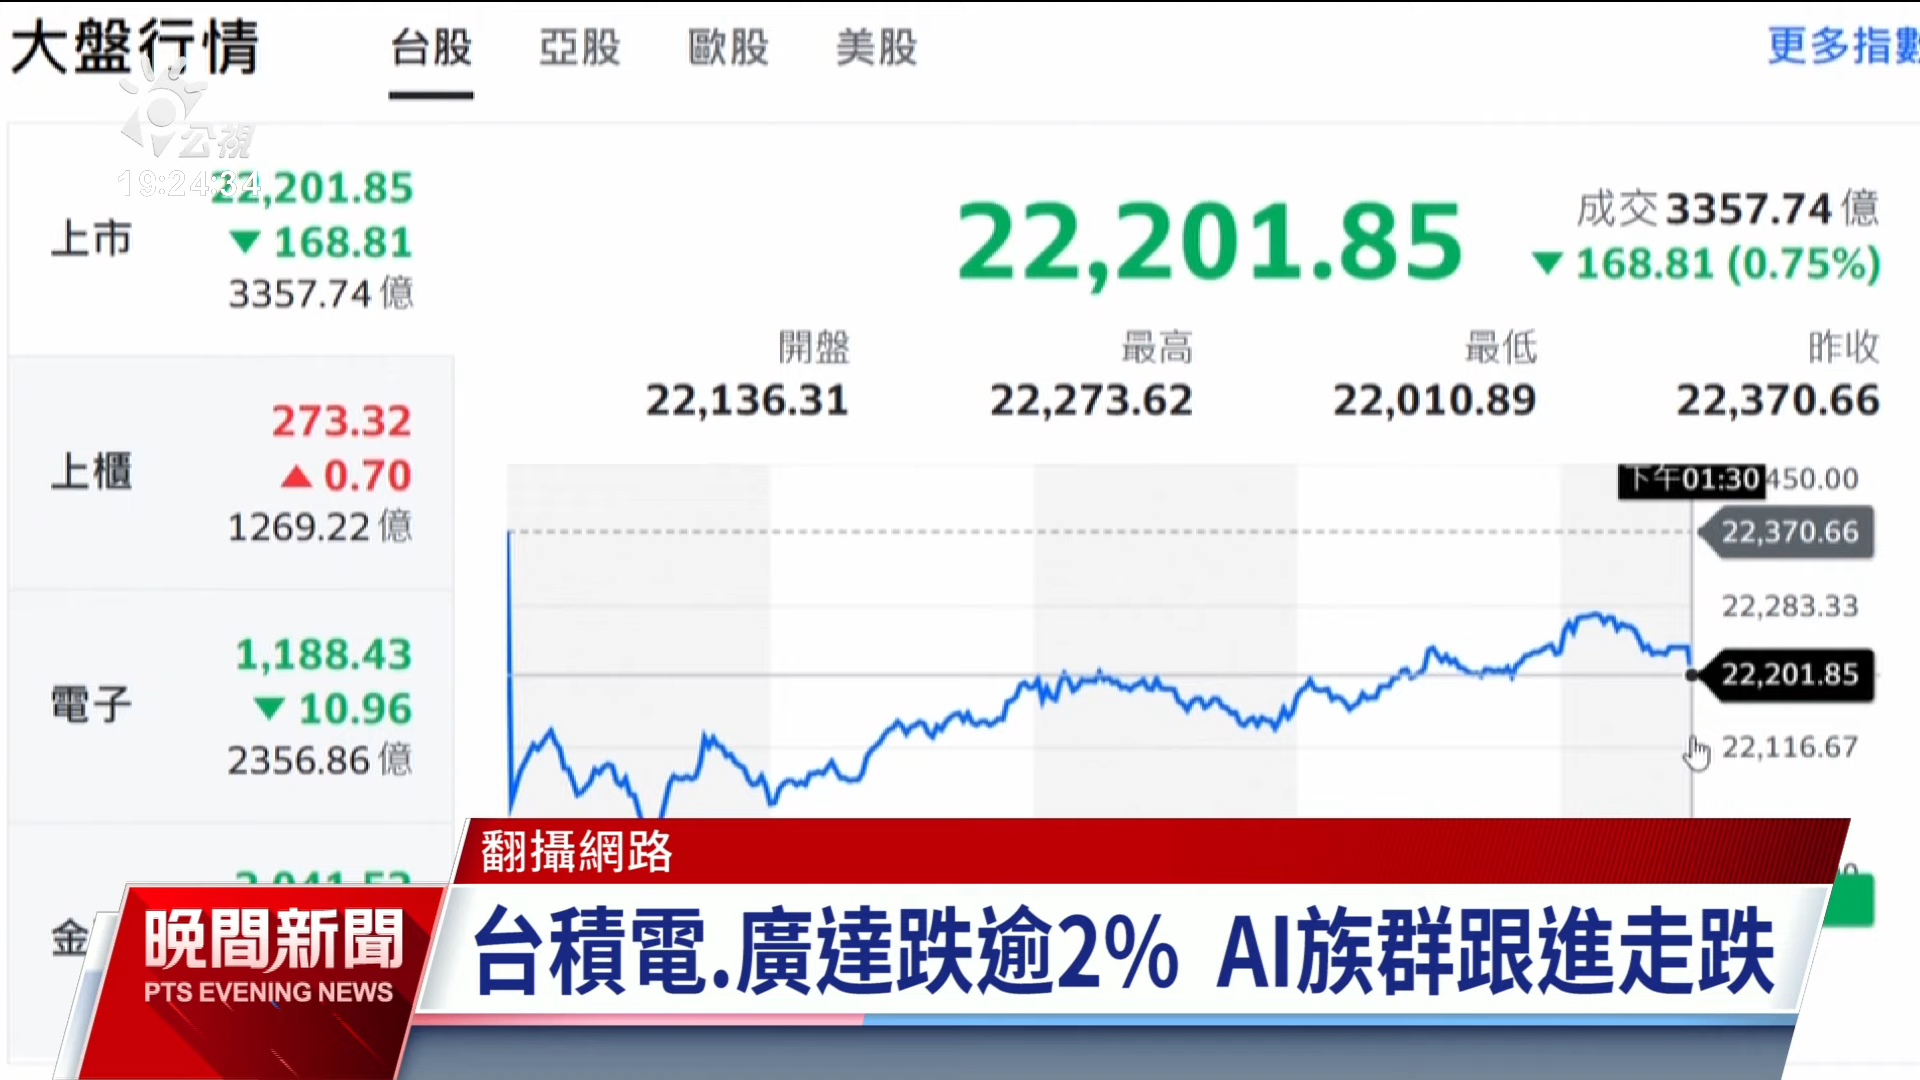 大盤行情 台股 亞股 歐股 美股 更多指數
公視
19:24:34
上市 22,201.85
▼ 168.81
3357.74 億
上櫃 273.32
▲ 0.70
1269.22 億
電子 1,188.43
▼ 10.96
2356.86 億
金
22,201.85
成交 3357.74 億
▼ 168.81 (0.75%)
開盤 最高 最低 昨收
22,136.31 22,273.62 22,010.89 22,370.66
下午01:30
450.00
22,370.66
22,283.33
22,201.85
22,116.67
翻攝網路
晚間新聞
PTS EVENING NEWS
台積電.廣達跌逾2% AI族群跟進走跌